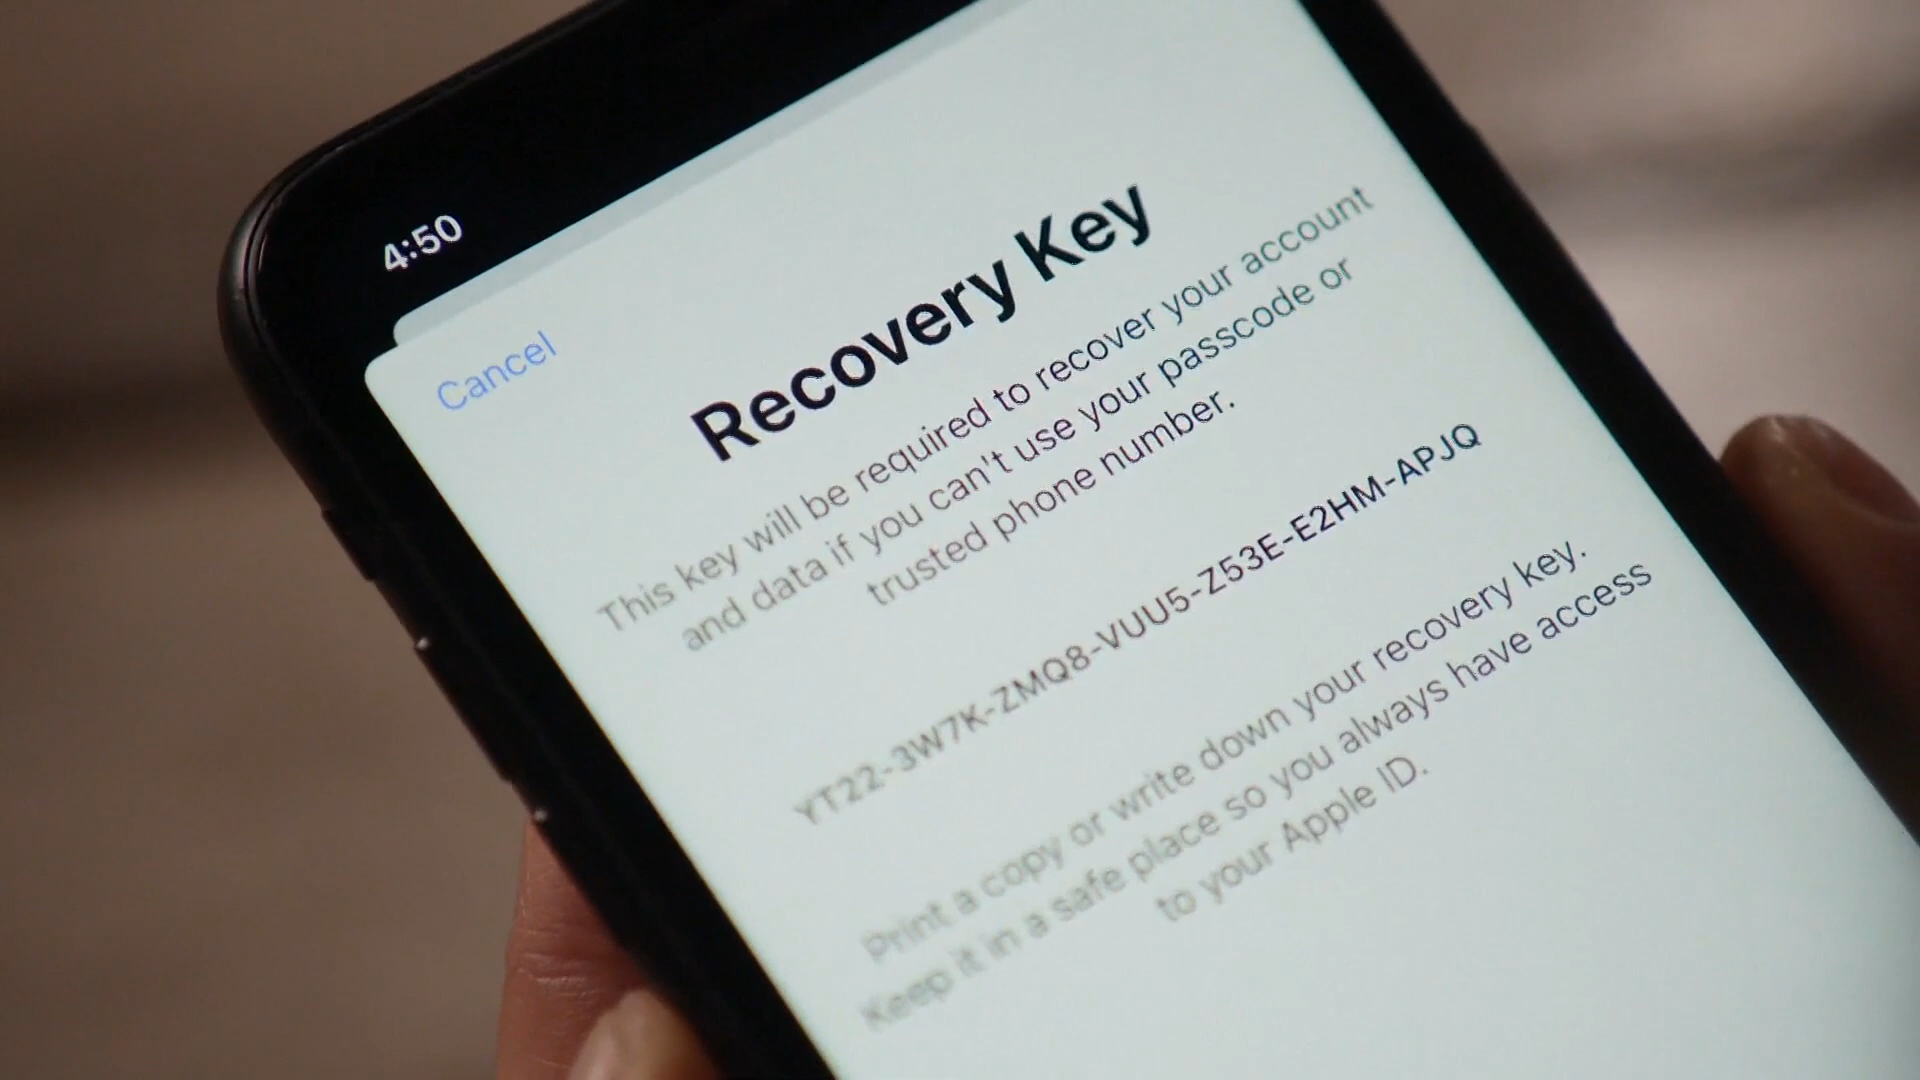 4:50
Cancel
Recovery Key
This key will be required to recover your account
and data if you can't use your passcode or
trusted phone number.
YT22-3W7K-ZMQ8-VUU5-Z53E-E2HM-APJQ
Print a copy or write down your recovery key.
Keep it in a safe place so you always have access
to your Apple ID.